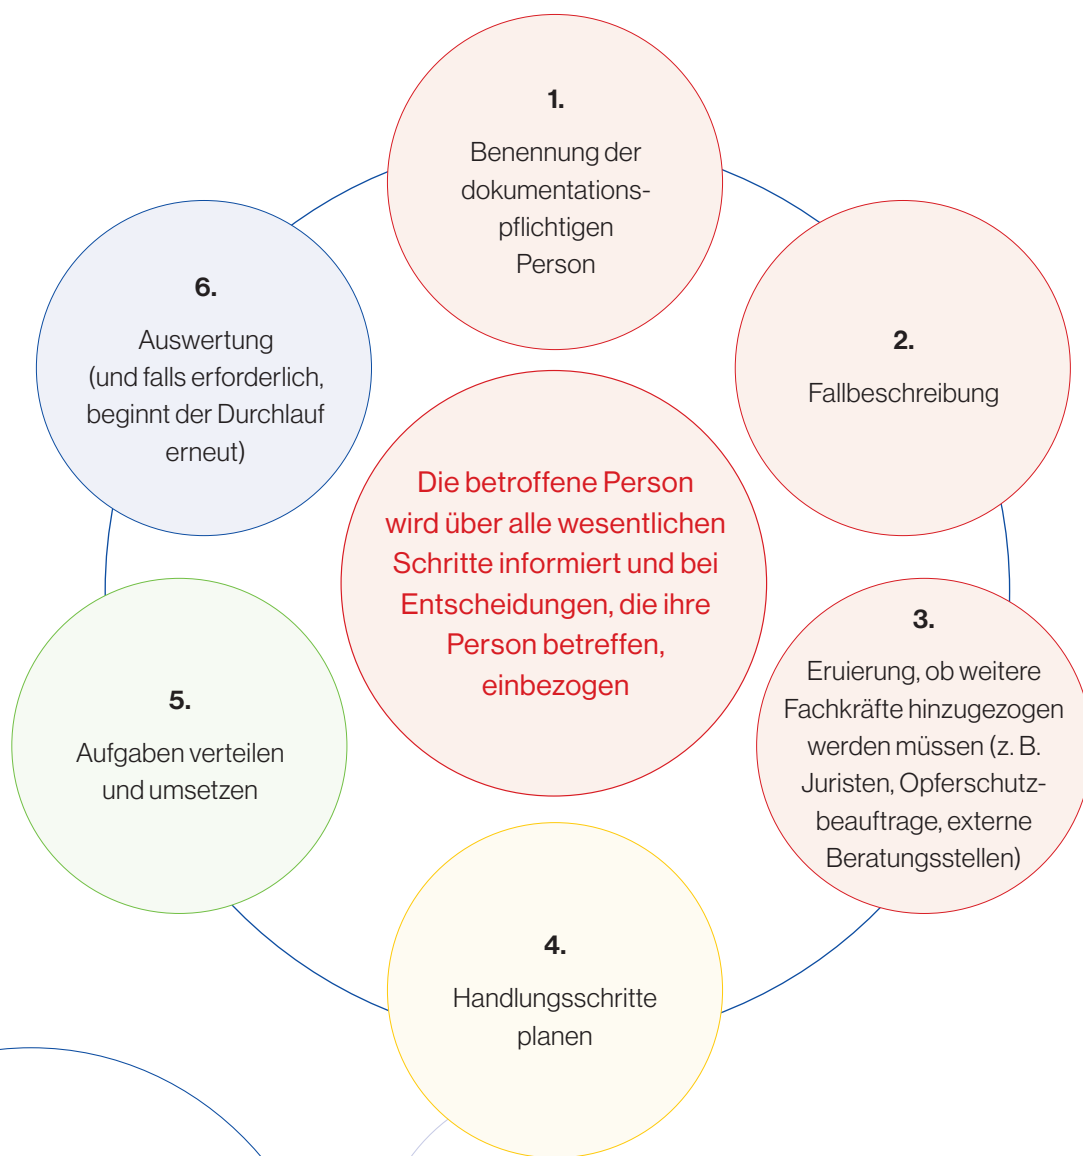 1.
Benennung der
dokumentations-
pflichtigen
Person
2.
Fallbeschreibung
3.
Eruierung, ob weitere
Fachkräfte hinzugezogen
werden müssen (z. B.
Juristen, Opferschutz-
beauftrage, externe
Beratungsstellen)
4.
Handlungsschritte
planen
5.
Aufgaben verteilen
und umsetzen
6.
Auswertung
(und falls erforderlich,
beginnt der Durchlauf
erneut)
Die betroffene Person
wird über alle wesentlichen
Schritte informiert und bei
Entscheidungen, die ihre
Person betreffen,
einbezogen